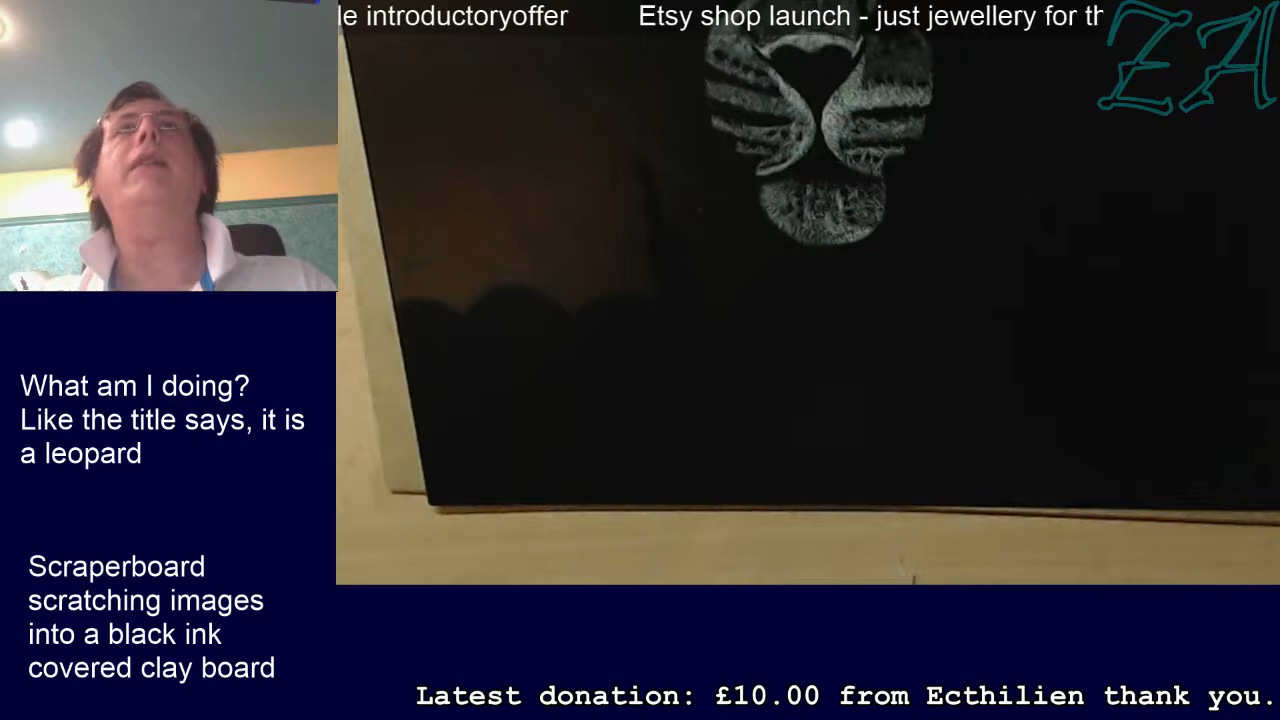 le introductoryoffer Etsy shop launch - just jewellery for th
ZA
What am I doing?
Like the title says, it is
a leopard
Scraperboard
scratching images
into a black ink
covered clay board
Latest donation: £10.00 from Ecthilien thank you.